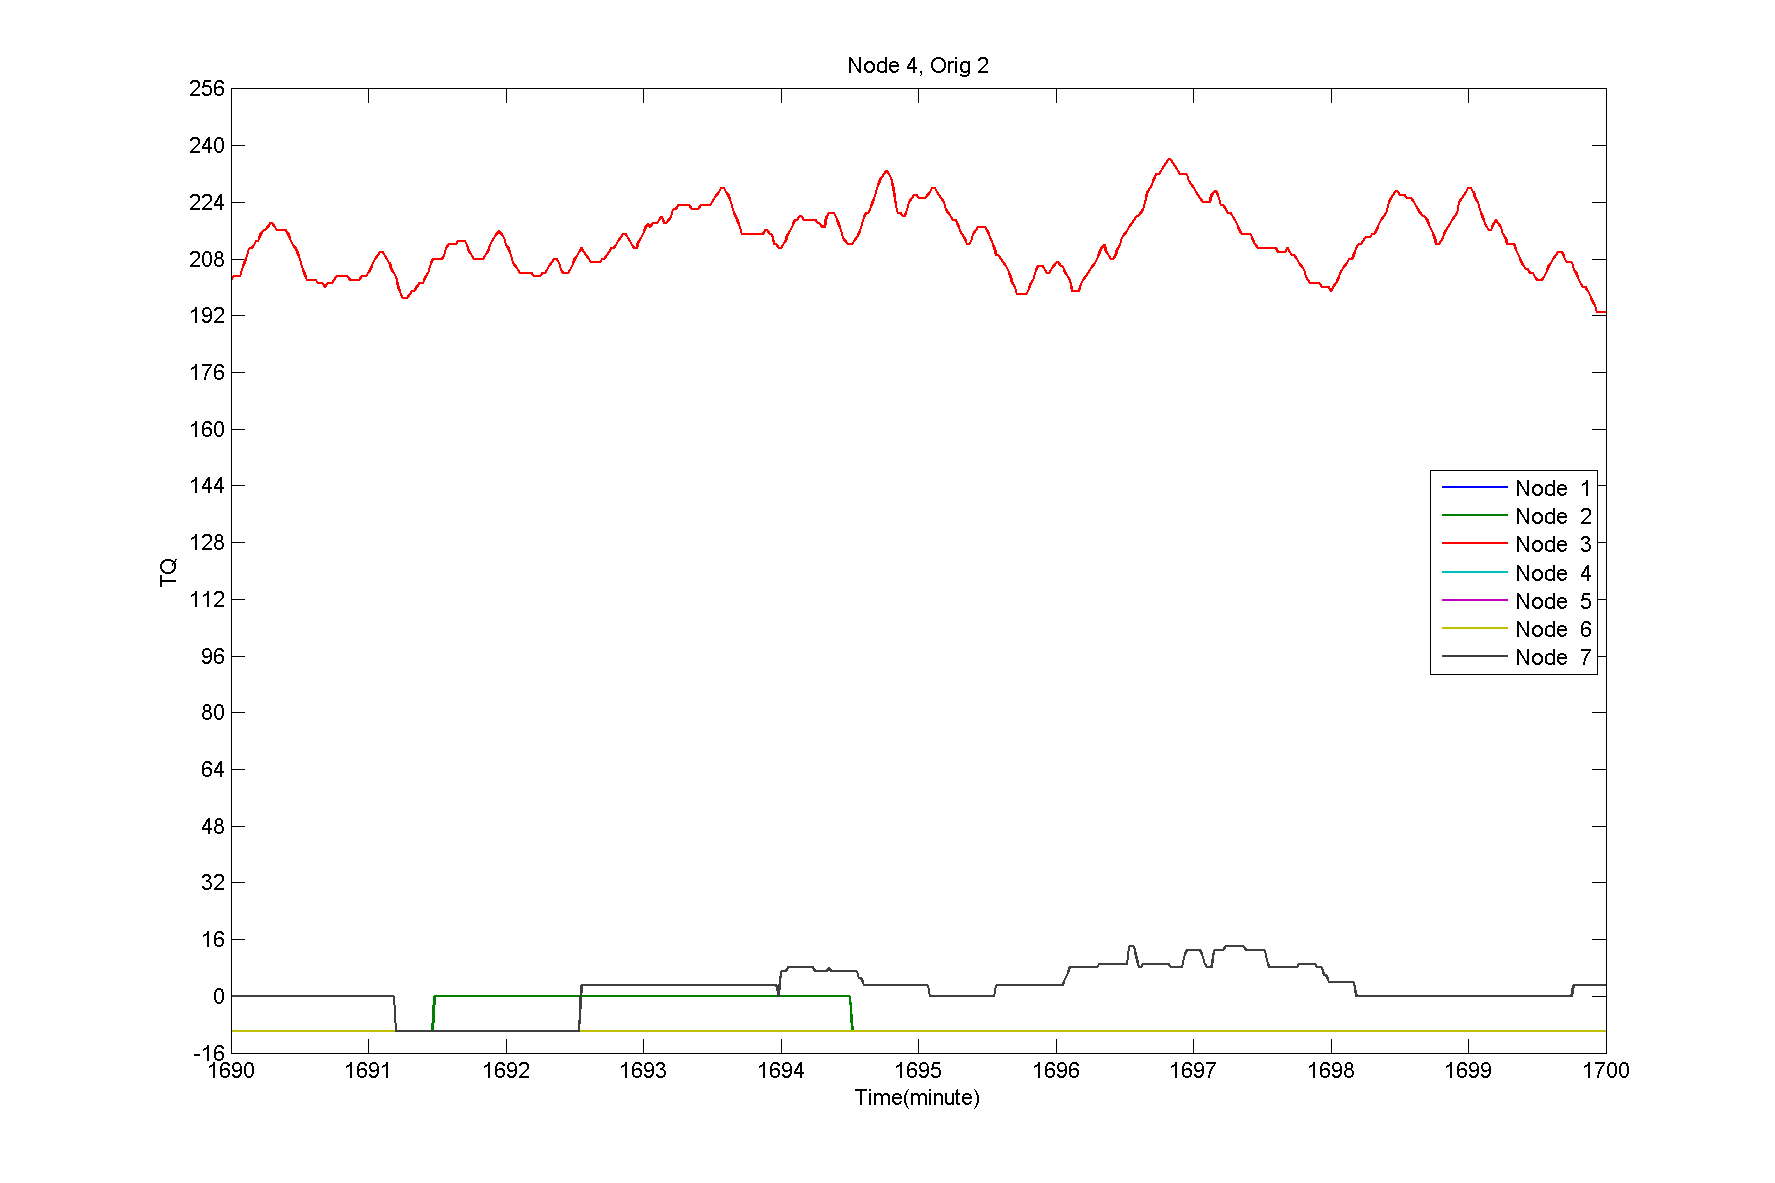 Node 4, Orig 2
256
240
224
208
192
176
160
144
128
112
96
80
64
48
32
16
0
-16
TQ
Node 1
Node 2
Node 3
Node 4
Node 5
Node 6
Node 7
1690 1691 1692 1693 1694 1695 1696 1697 1698 1699 1700
Time(minute)